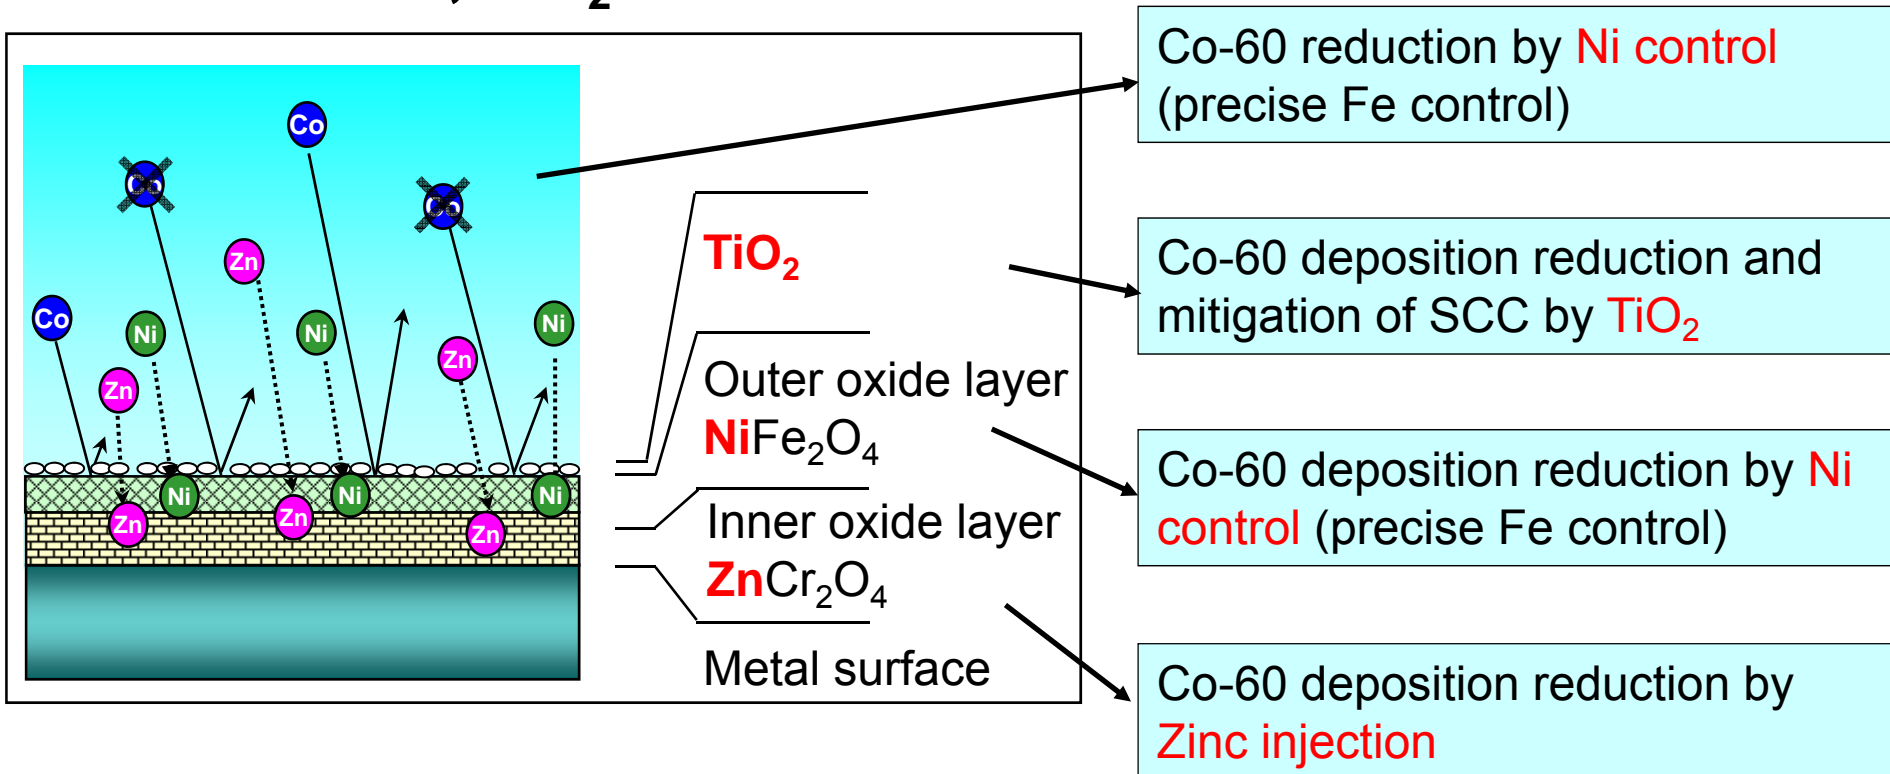 2
Co-60 reduction by Ni control
(precise Fe control)
Co
Co
Co
Zn
Co
Ni
Ni
Ni
Zn
Zn
Ni
Ni
Ni
Zn
Zn
Zn
TiO₂
Outer oxide layer
NiFe₂O₄
Inner oxide layer
ZnCr₂O₄
Metal surface
Co-60 deposition reduction and
mitigation of SCC by TiO₂
Co-60 deposition reduction by Ni
control (precise Fe control)
Co-60 deposition reduction by
Zinc injection